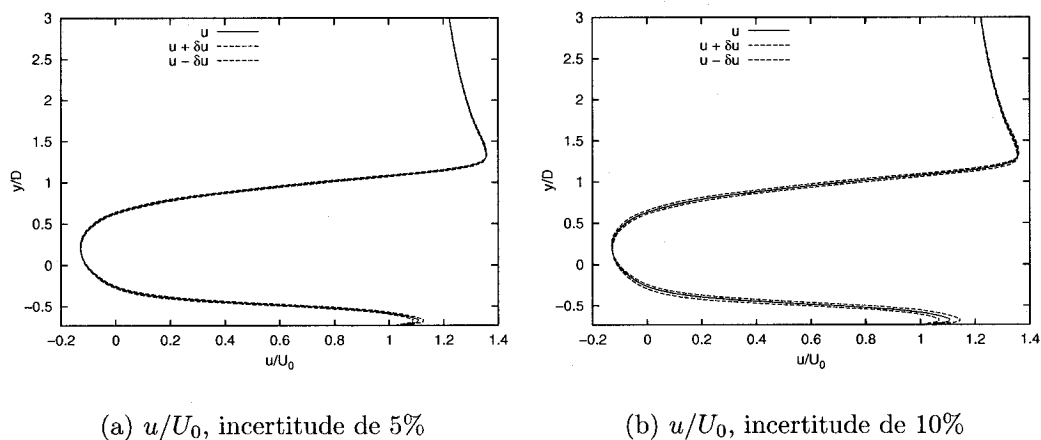 3
2.5
2
1.5
1
0.5
0
−0.5
y/D
u
u + δu
u − δu
−0.2 0 0.2 0.4 0.6 0.8 1 1.2 1.4
u/U₀
(a) u/U₀, incertitude de 5%
3
2.5
2
1.5
1
0.5
0
−0.5
y/D
u
u + δu
u − δu
−0.2 0 0.2 0.4 0.6 0.8 1 1.2 1.4
u/U₀
(b) u/U₀, incertitude de 10%